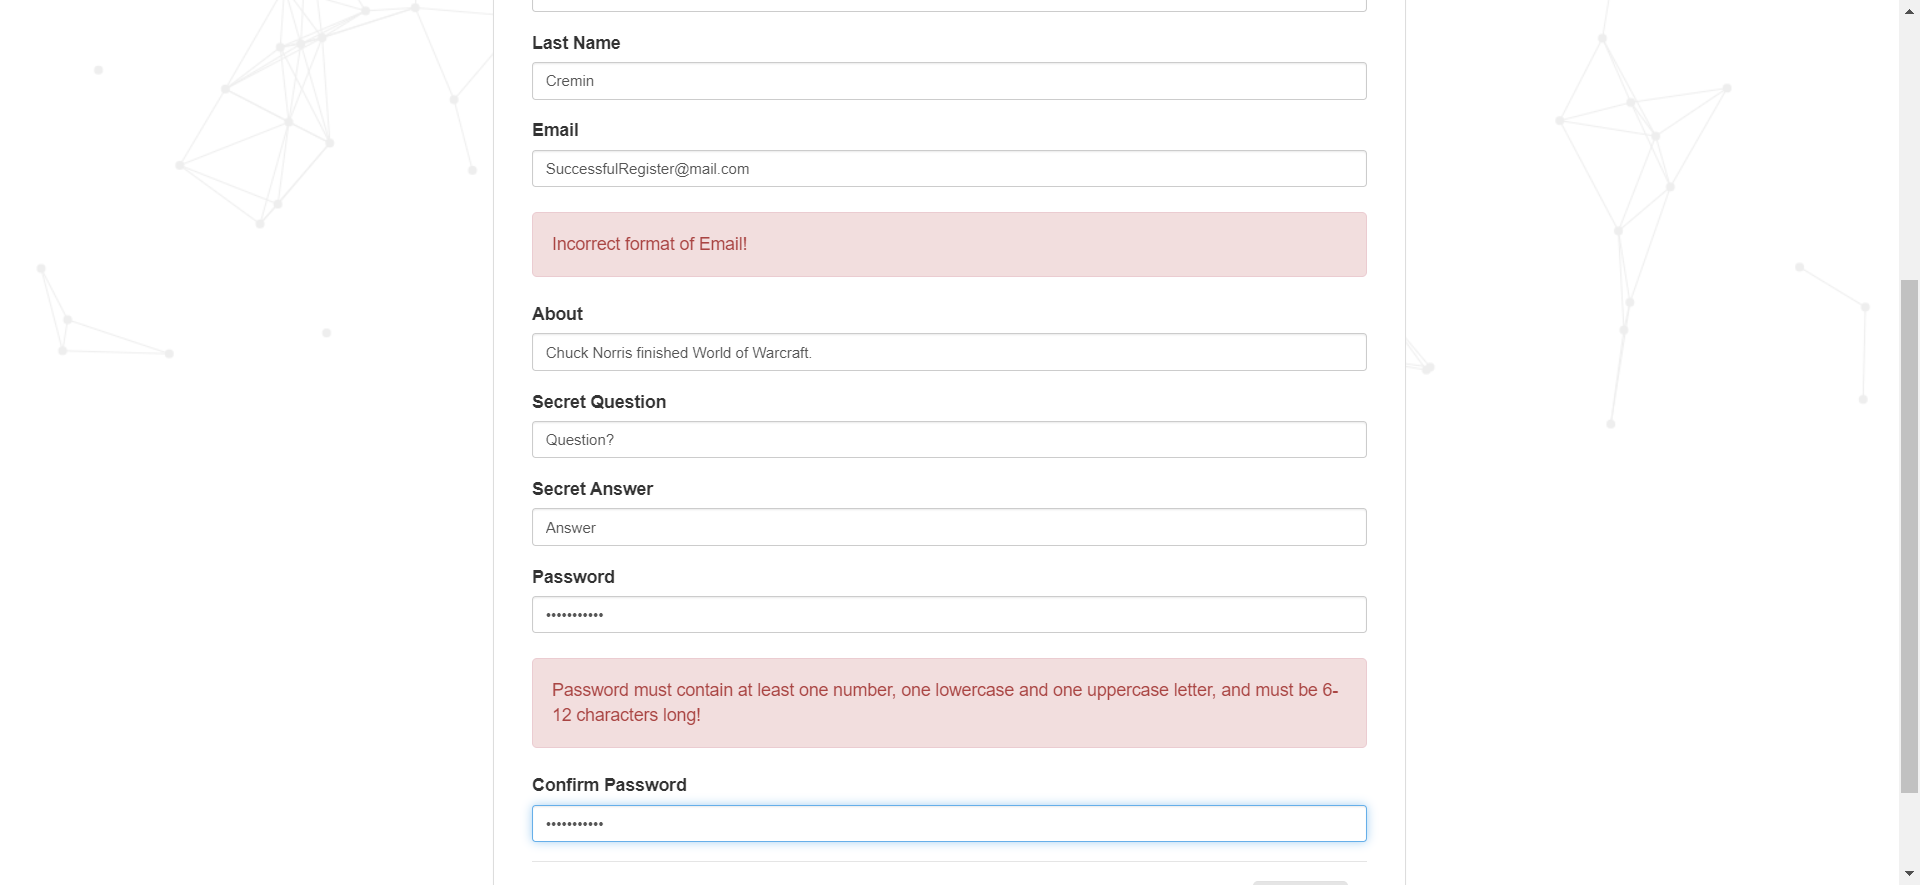 Last Name
Cremin
Email
SuccessfulRegister@mail.com
Incorrect format of Email!
About
Chuck Norris finished World of Warcraft.
Secret Question
Question?
Secret Answer
Answer
Password
•••••••••••
Password must contain at least one number, one lowercase and one uppercase letter, and must be 6-
12 characters long!
Confirm Password
•••••••••••